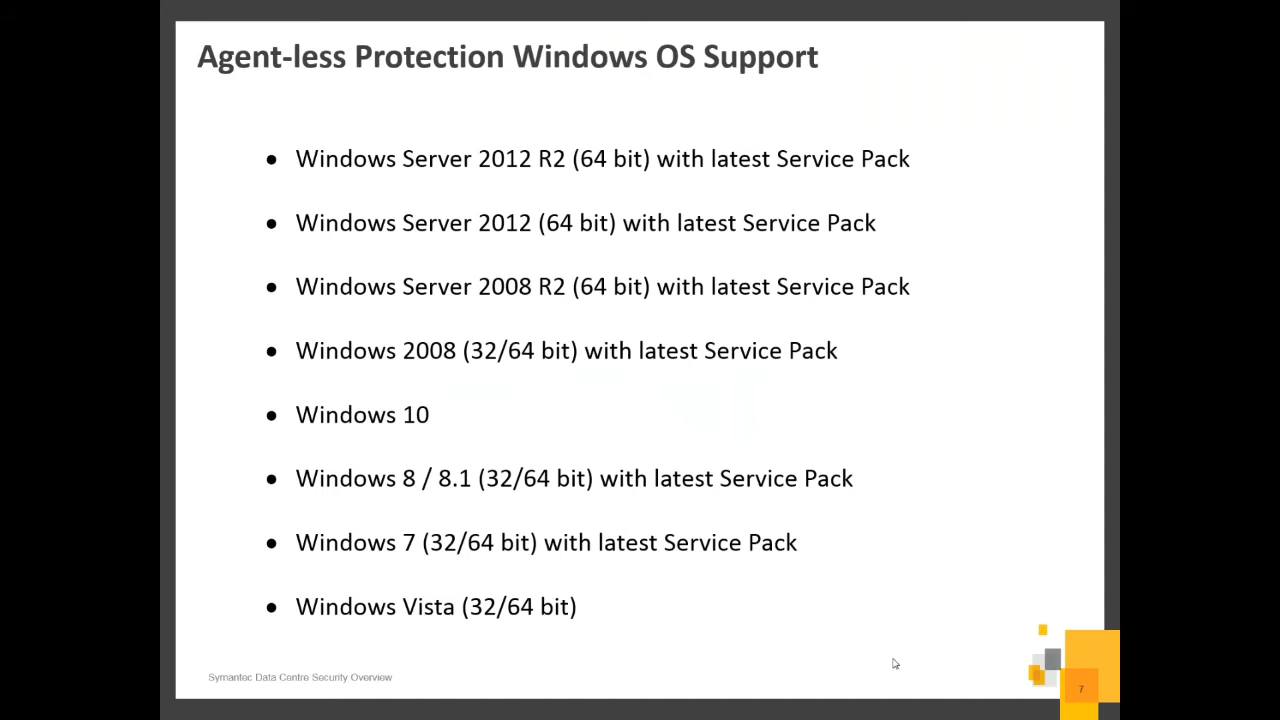 Agent-less Protection Windows OS Support
• Windows Server 2012 R2 (64 bit) with latest Service Pack
• Windows Server 2012 (64 bit) with latest Service Pack
• Windows Server 2008 R2 (64 bit) with latest Service Pack
• Windows 2008 (32/64 bit) with latest Service Pack
• Windows 10
• Windows 8 / 8.1 (32/64 bit) with latest Service Pack
• Windows 7 (32/64 bit) with latest Service Pack
• Windows Vista (32/64 bit)
Symantec Data Centre Security Overview
7